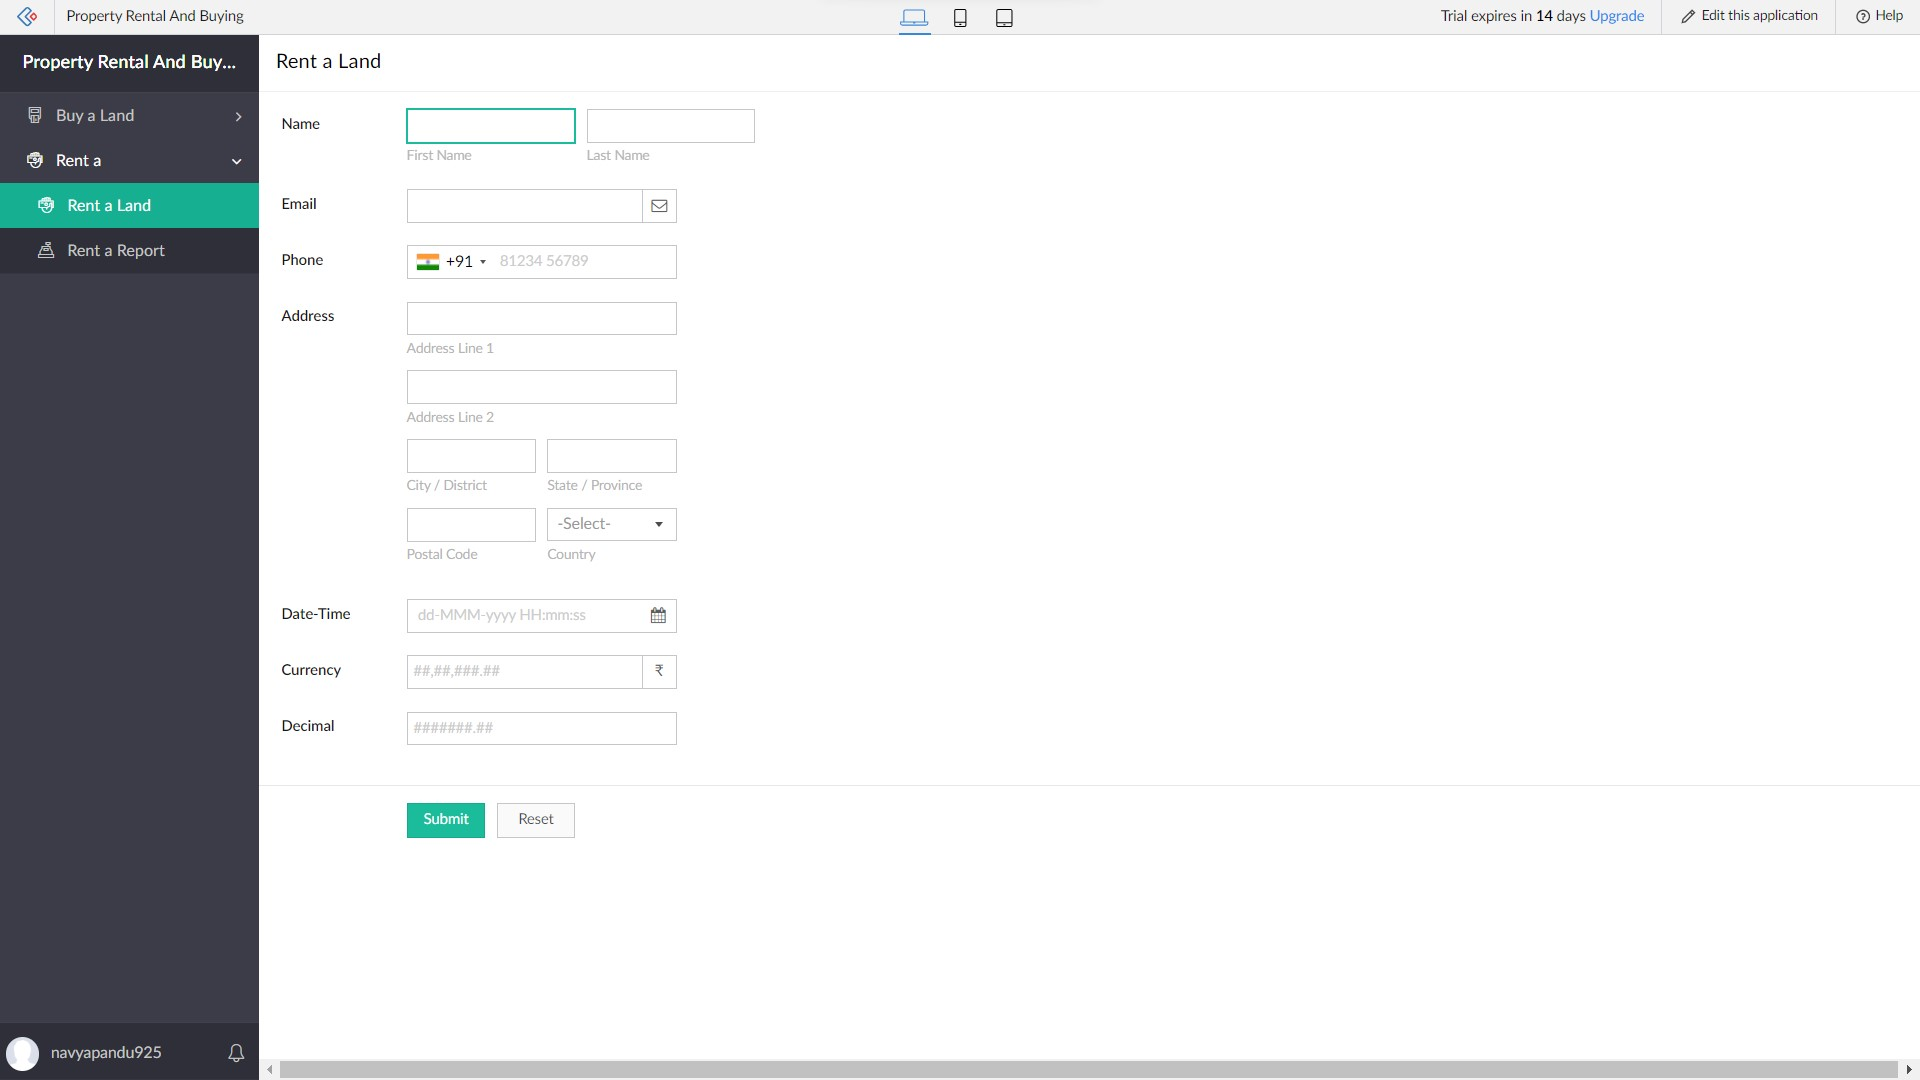 Property Rental And Buying
Trial expires in 14 days Upgrade
Edit this application
Help
Property Rental And Buy...
Buy a Land
Rent a
Rent a Land
Rent a Report
navyapandu925
Rent a Land
Name
First Name
Last Name
Email
Phone
+91
81234 56789
Address
Address Line 1
Address Line 2
City / District
State / Province
-Select-
Postal Code
Country
Date-Time
dd-MMM-yyyy HH:mm:ss
Currency
##,##,###.##
₹
Decimal
#######.##
Submit
Reset